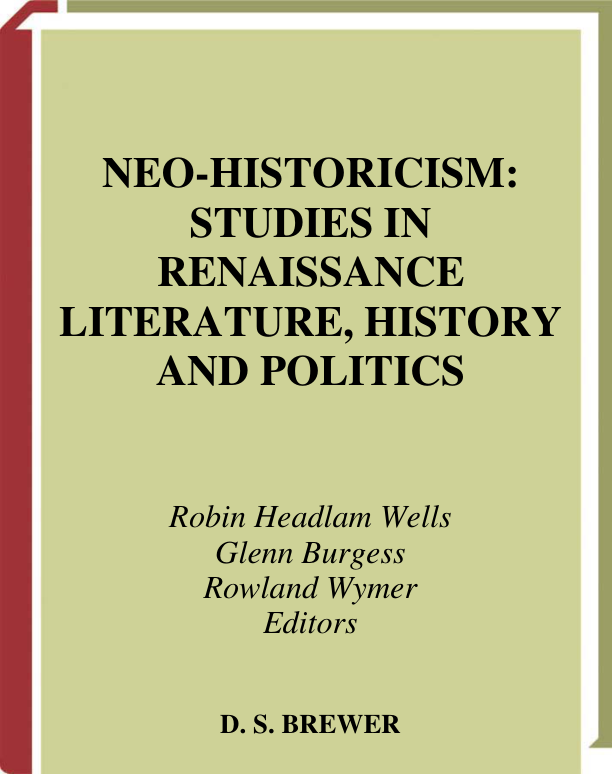 NEO-HISTORICISM:
STUDIES IN
RENAISSANCE
LITERATURE, HISTORY
AND POLITICS
Robin Headlam Wells
Glenn Burgess
Rowland Wymer
Editors
D. S. BREWER